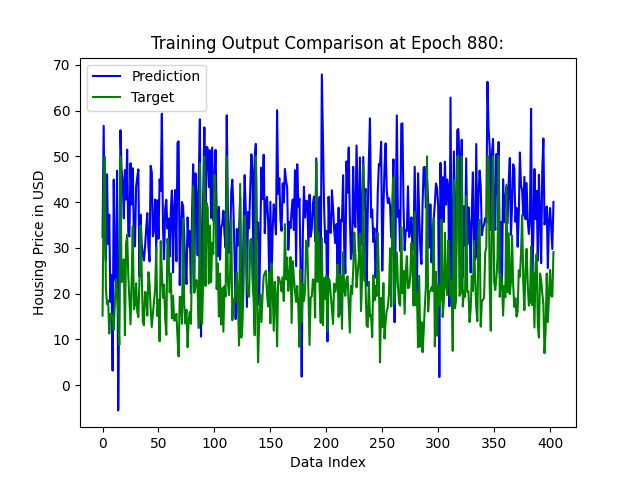 Training Output Comparison at Epoch 880:
Prediction
Target
Housing Price in USD
70
60
50
40
30
20
10
0
0 50 100 150 200 250 300 350 400
Data Index